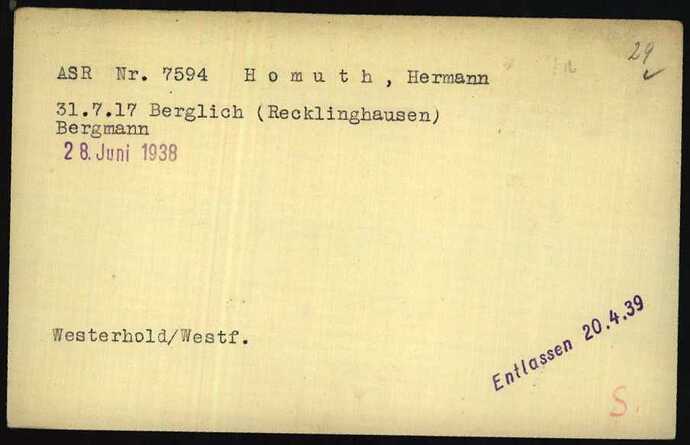 29
ASR Nr. 7594 Homuth, Hermann
31.7.17 Berglich (Recklinghausen)
Bergmann
28. Juni 1938
Westerhold/Westf.
Entlassen 20.4.39
S.